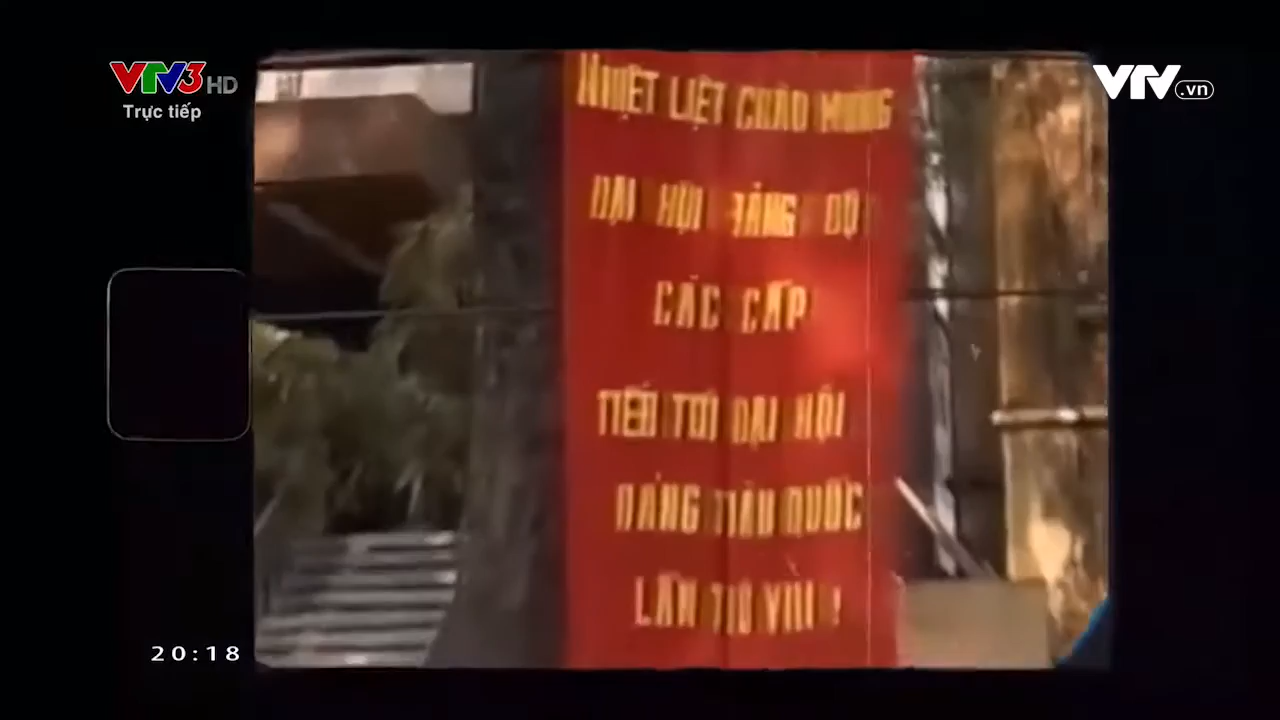 VTV3 HD
Trực tiếp
VTV.vn
NHIỆT LIỆT CHÀO MỪNG
ĐẠI HỘI ĐẢNG BỘ
CÁC CẤP
TIẾN TỚI ĐẠI HỘI
ĐẢNG TOÀN QUỐC
LẦN THỨ VIII !
20:18